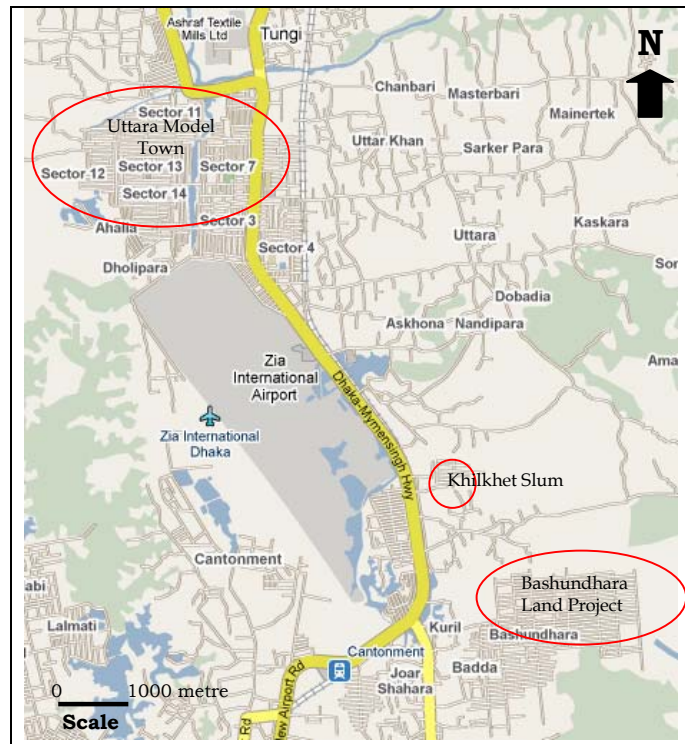 Ashraf Textile
Mills Ltd
Tungi
N
Chanbari
Masterbari
Mainertek
Sector 11
Uttara Model
Town
Uttar Khan
Sarker Para
Sector 12
Sector 13
Sector 7
Sector 14
Sector 3
Ahalia
Sector 4
Uttara
Kaskara
Dholipara
Dobadia
Askhona
Nandipara
Zia
International
Airport
Dhaka-Mymensingh Hwy
Zia International
Dhaka
Khilkhet Slum
Cantonment
Bashundhara
Land Project
Lalmati
Kuril
Bashundhara
Cantonment
Badda
Joar
Shahara
New Airport Rd
Rd
0 1000 metre
Scale